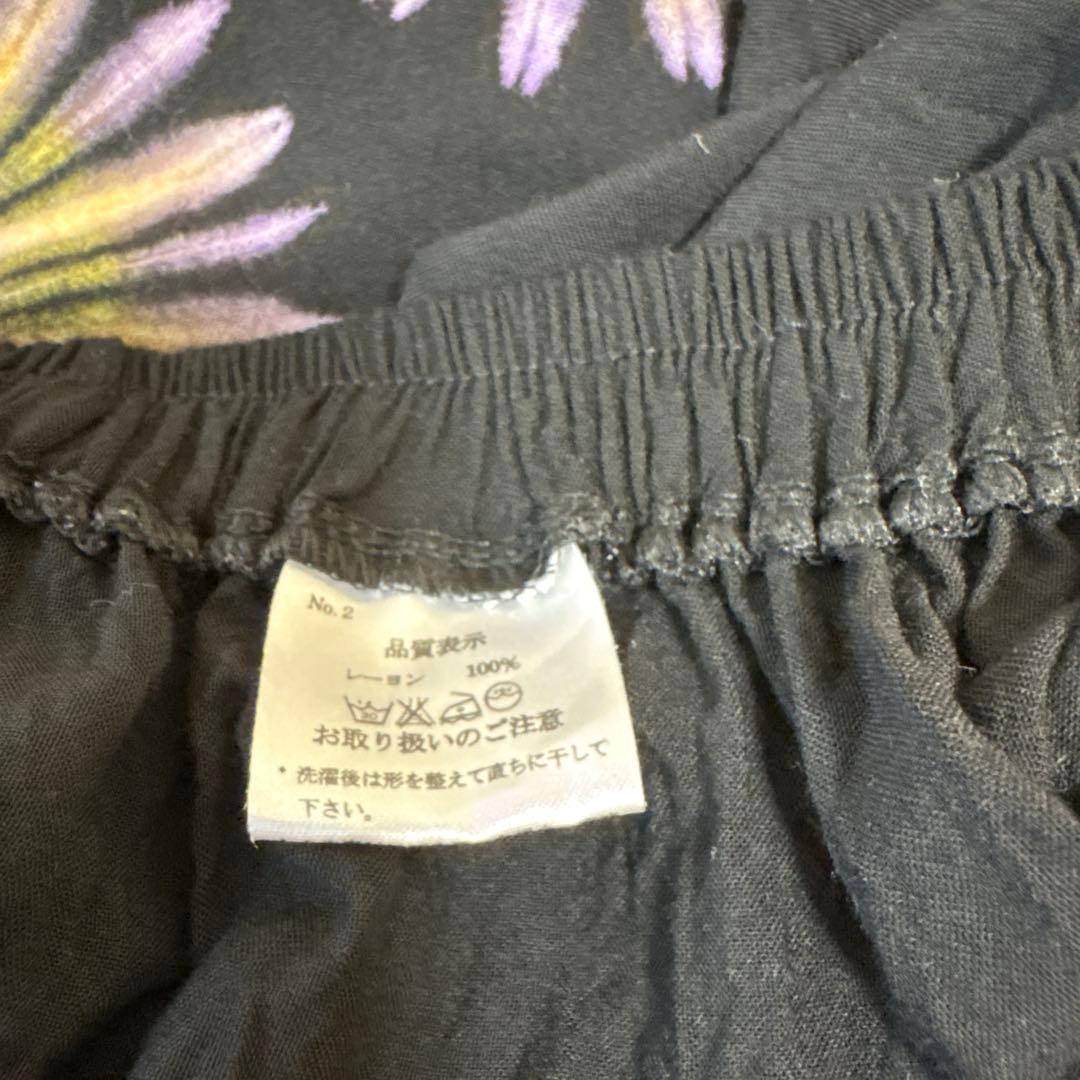 No. 2
品質表示
レーヨン 100%
30
お取り扱いのご注意
* 洗濯後は形を整えて直ちに干して
下さい。